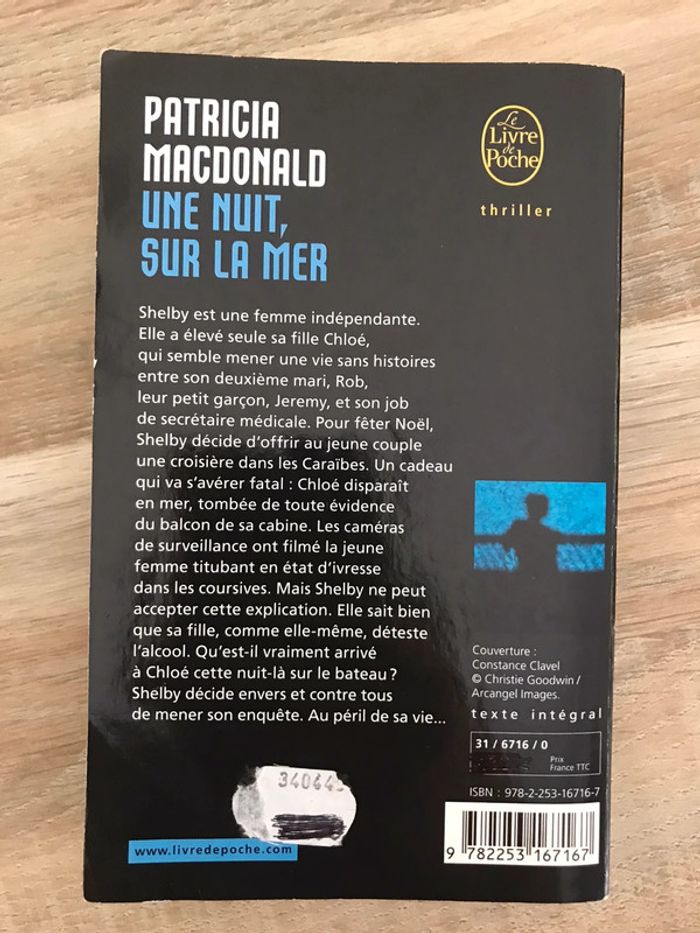 PATRICIA
MACDONALD
UNE NUIT,
SUR LA MER
Le
Livre
de
Poche
thriller
Shelby est une femme indépendante.
Elle a élevé seule sa fille Chloé,
qui semble mener une vie sans histoires
entre son deuxième mari, Rob,
leur petit garçon, Jeremy, et son job
de secrétaire médicale. Pour fêter Noël,
Shelby décide d'offrir au jeune couple
une croisière dans les Caraïbes. Un cadeau
qui va s'avérer fatal : Chloé disparaît
en mer, tombée de toute évidence
du balcon de sa cabine. Les caméras
de surveillance ont filmé la jeune
femme titubant en état d'ivresse
dans les coursives. Mais Shelby ne peut
accepter cette explication. Elle sait bien
que sa fille, comme elle-même, déteste
l'alcool. Qu'est-il vraiment arrivé
à Chloé cette nuit-là sur le bateau ?
Shelby décide envers et contre tous
de mener son enquête. Au péril de sa vie...
Couverture :
Constance Clavel
© Christie Goodwin /
Arcangel Images.
texte intégral
31 / 6716 / 0
Prix
France TTC
ISBN : 978-2-253-16716-7
9 782253 167167
www.livredepoche.com